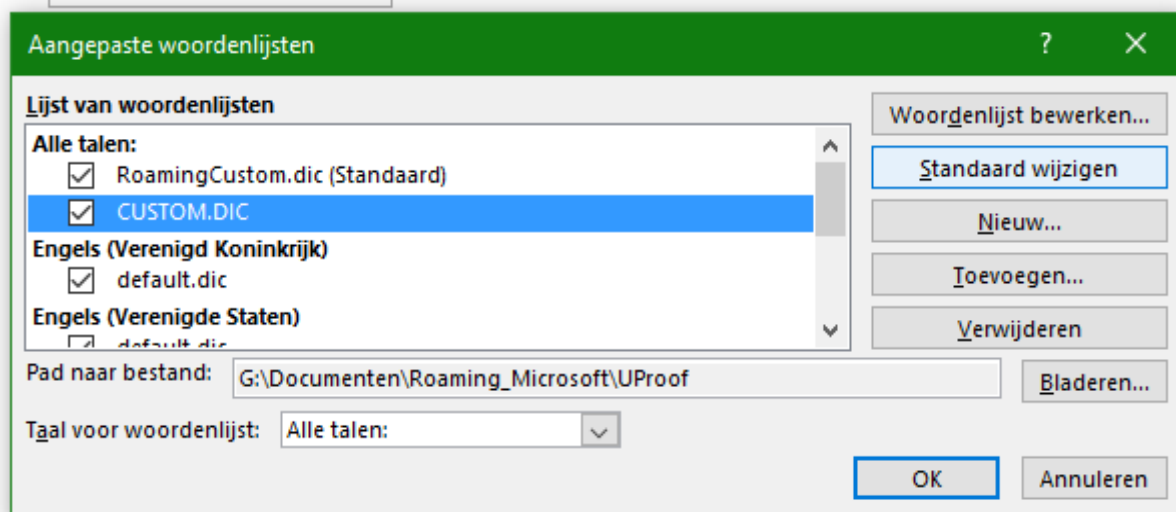 Aangepaste woordenlijsten
Lijst van woordenlijsten
Alle talen:
RoamingCustom.dic (Standaard)
CUSTOM.DIC
Engels (Verenigd Koninkrijk)
default.dic
Engels (Verenigde Staten)
default.dic
Woordenlijst bewerken...
Standaard wijzigen
Nieuw...
Toevoegen...
Verwijderen
Pad naar bestand: G:\Documenten\Roaming_Microsoft\UProof Bladeren...
Taal voor woordenlijst: Alle talen:
OK Annuleren